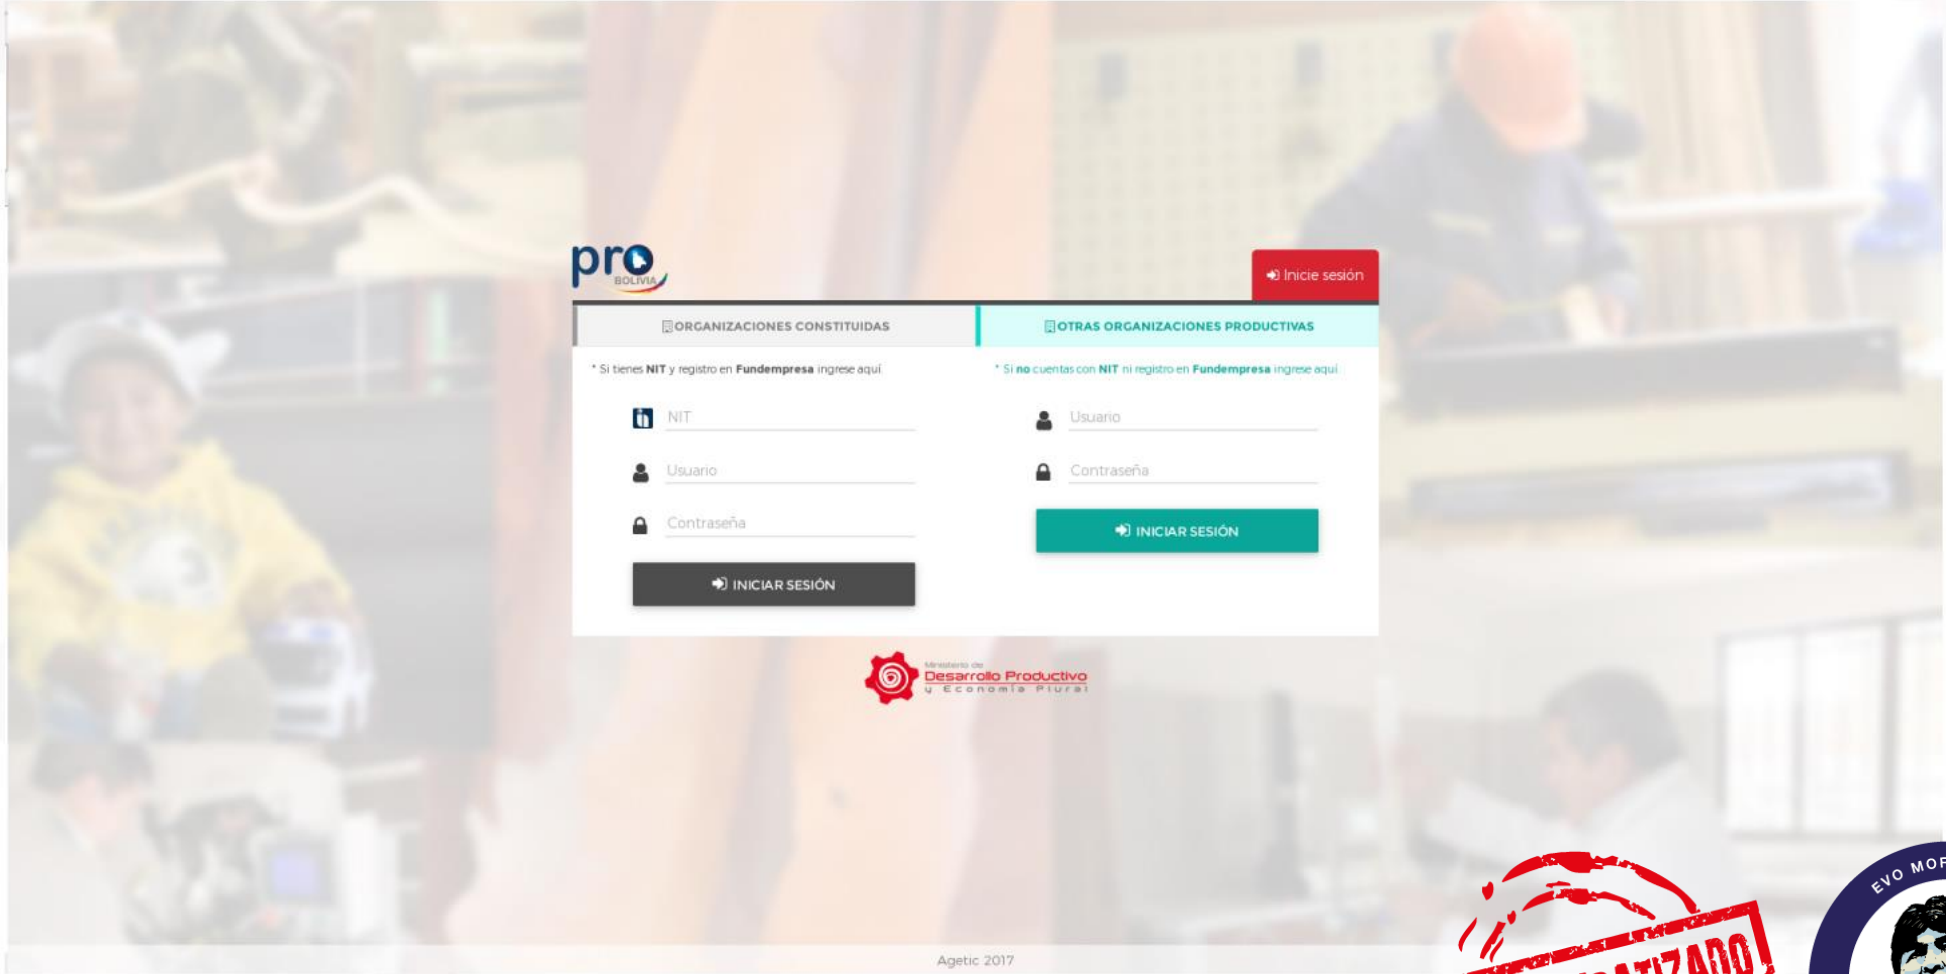 pro
BOLIVIA
Inicie sesión
ORGANIZACIONES CONSTITUIDAS
* Si tienes NIT y registro en Fundempresa ingrese aquí
NIT
Usuario
Contraseña
INICIAR SESIÓN
OTRAS ORGANIZACIONES PRODUCTIVAS
* Si no cuentas con NIT ni registro en Fundempresa ingrese aquí
Usuario
Contraseña
INICIAR SESIÓN
Ministerio de
Desarrollo Productivo
y Economía Plural
Agetic 2017
EVO